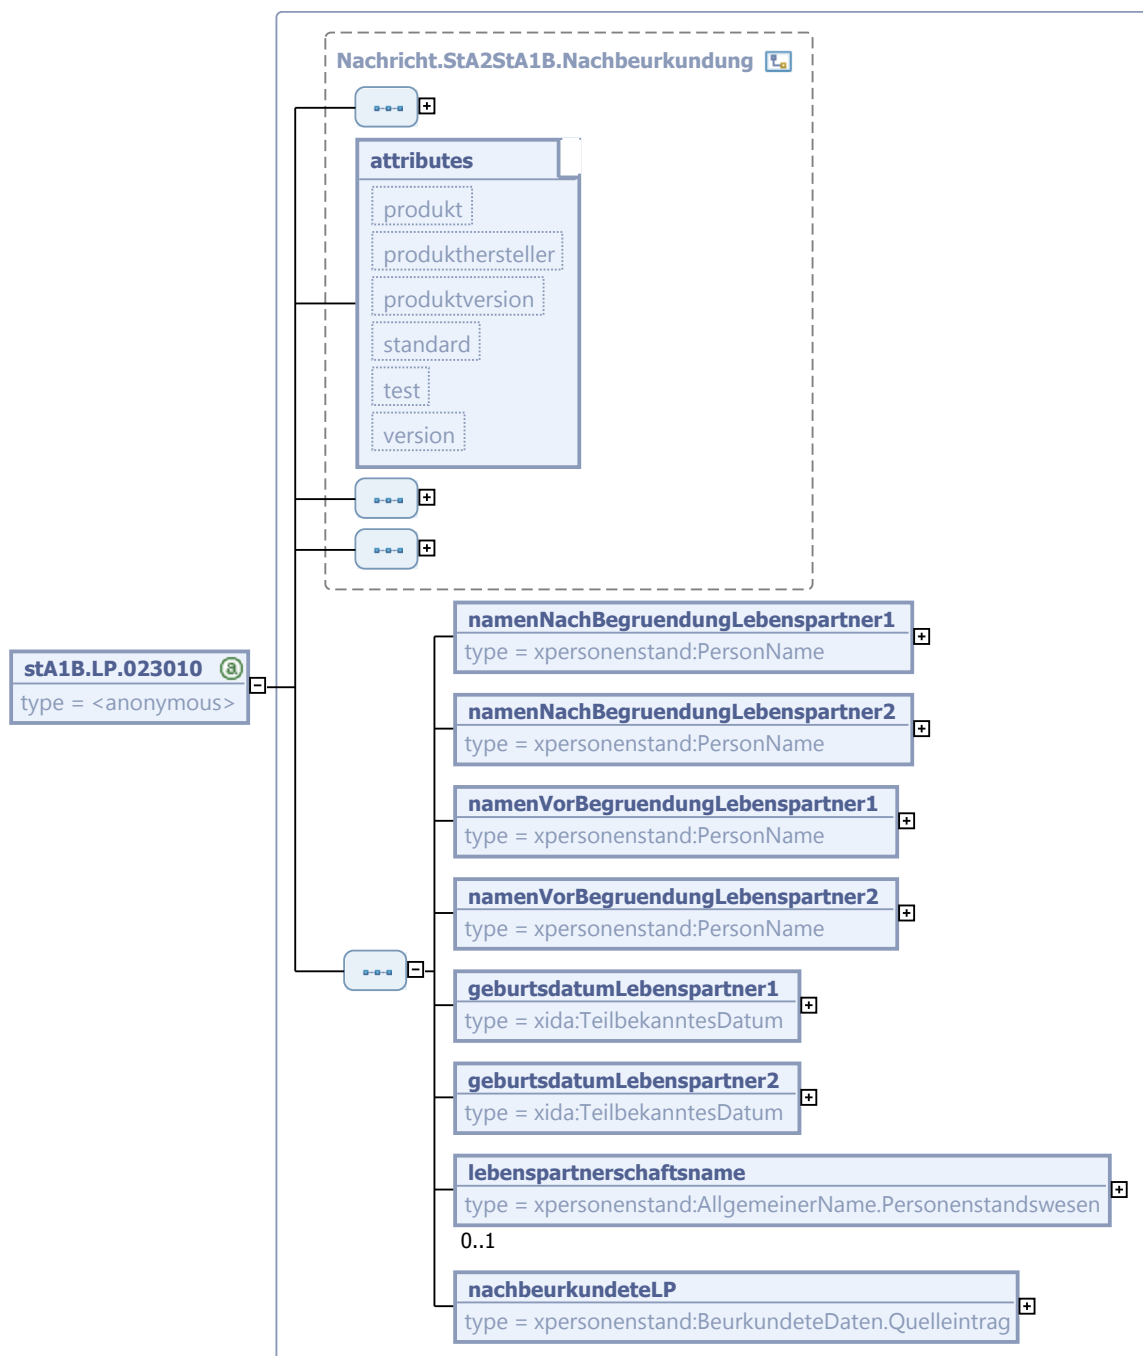 Nachricht.StA2StA1B.Nachbeurkundung
attributes
produkt
produkthersteller
produktversion
standard
test
version
stA1B.LP.023010
type = <anonymous>
namenNachBegruendungLebenspartner1
type = xpersonenstand:PersonName
namenNachBegruendungLebenspartner2
type = xpersonenstand:PersonName
namenVorBegruendungLebenspartner1
type = xpersonenstand:PersonName
namenVorBegruendungLebenspartner2
type = xpersonenstand:PersonName
geburtsdatumLebenspartner1
type = xida:TeilbekanntesDatum
geburtsdatumLebenspartner2
type = xida:TeilbekanntesDatum
lebenspartnerschaftsname
type = xpersonenstand:AllgemeinerName.Personenstandswesen
0..1
nachbeurkundeteLP
type = xpersonenstand:BeurkundeteDaten.Quelleintrag